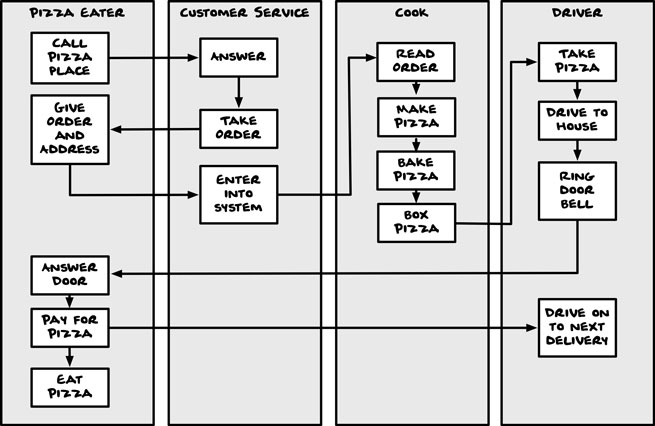 PIZZA EATER
CALL
PIZZA
PLACE
GIVE
ORDER
AND
ADDRESS
ANSWER
DOOR
PAY FOR
PIZZA
EAT
PIZZA
CUSTOMER SERVICE
ANSWER
TAKE
ORDER
ENTER
INTO
SYSTEM
COOK
READ
ORDER
MAKE
PIZZA
BAKE
PIZZA
BOX
PIZZA
DRIVER
TAKE
PIZZA
DRIVE TO
HOUSE
RING
DOOR
BELL
DRIVE ON
TO NEXT
DELIVERY